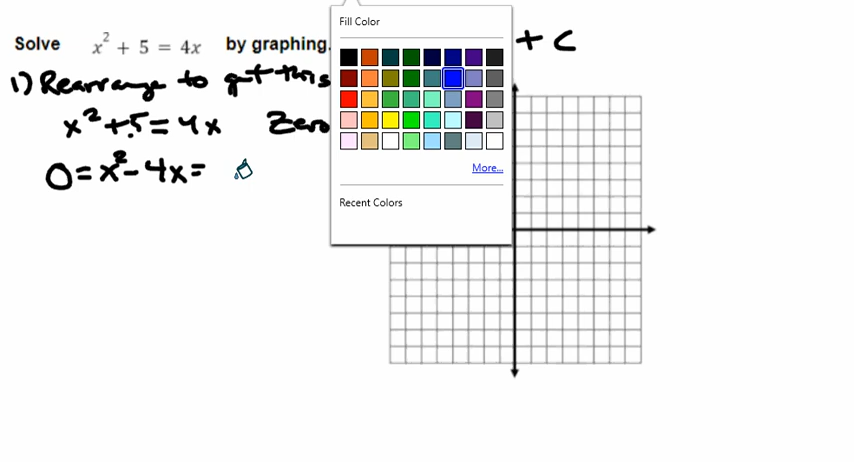 Solve x² + 5 = 4x by graphing.
+ c
1) Rearrange to get this
x² + 5 = 4x Zero
0 = x² - 4x =
Fill Color
More...
Recent Colors